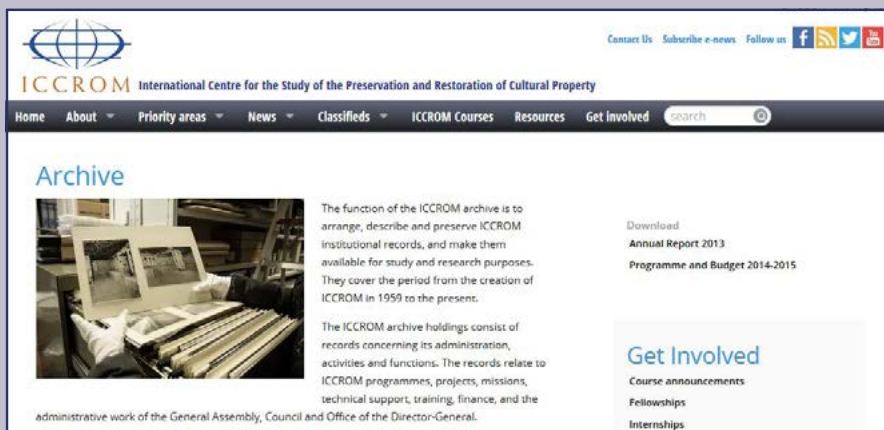 Contact Us Subscribe e-news Follow us
ICCROM International Centre for the Study of the Preservation and Restoration of Cultural Property
Home About Priority areas News Classifieds ICCROM Courses Resources Get involved search
Archive
The function of the ICCROM archive is to
arrange, describe and preserve ICCROM
institutional records, and make them
available for study and research purposes.
They cover the period from the creation of
ICCROM in 1959 to the present.
The ICCROM archive holdings consist of
records concerning its administration,
activities and functions. The records relate to
ICCROM programmes, projects, missions,
technical support, training, finance, and the
administrative work of the General Assembly, Council and Office of the Director-General.
Download
Annual Report 2013
Programme and Budget 2014-2015
Get Involved
Course announcements
Fellowships
Internships